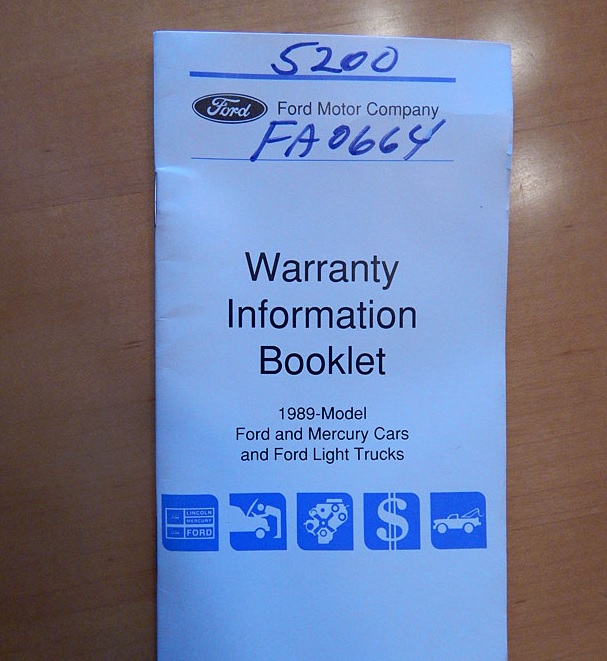 5200
Ford Ford Motor Company
FA0664
Warranty
Information
Booklet
1989-Model
Ford and Mercury Cars
and Ford Light Trucks
LINCOLN
MERCURY
FORD
$